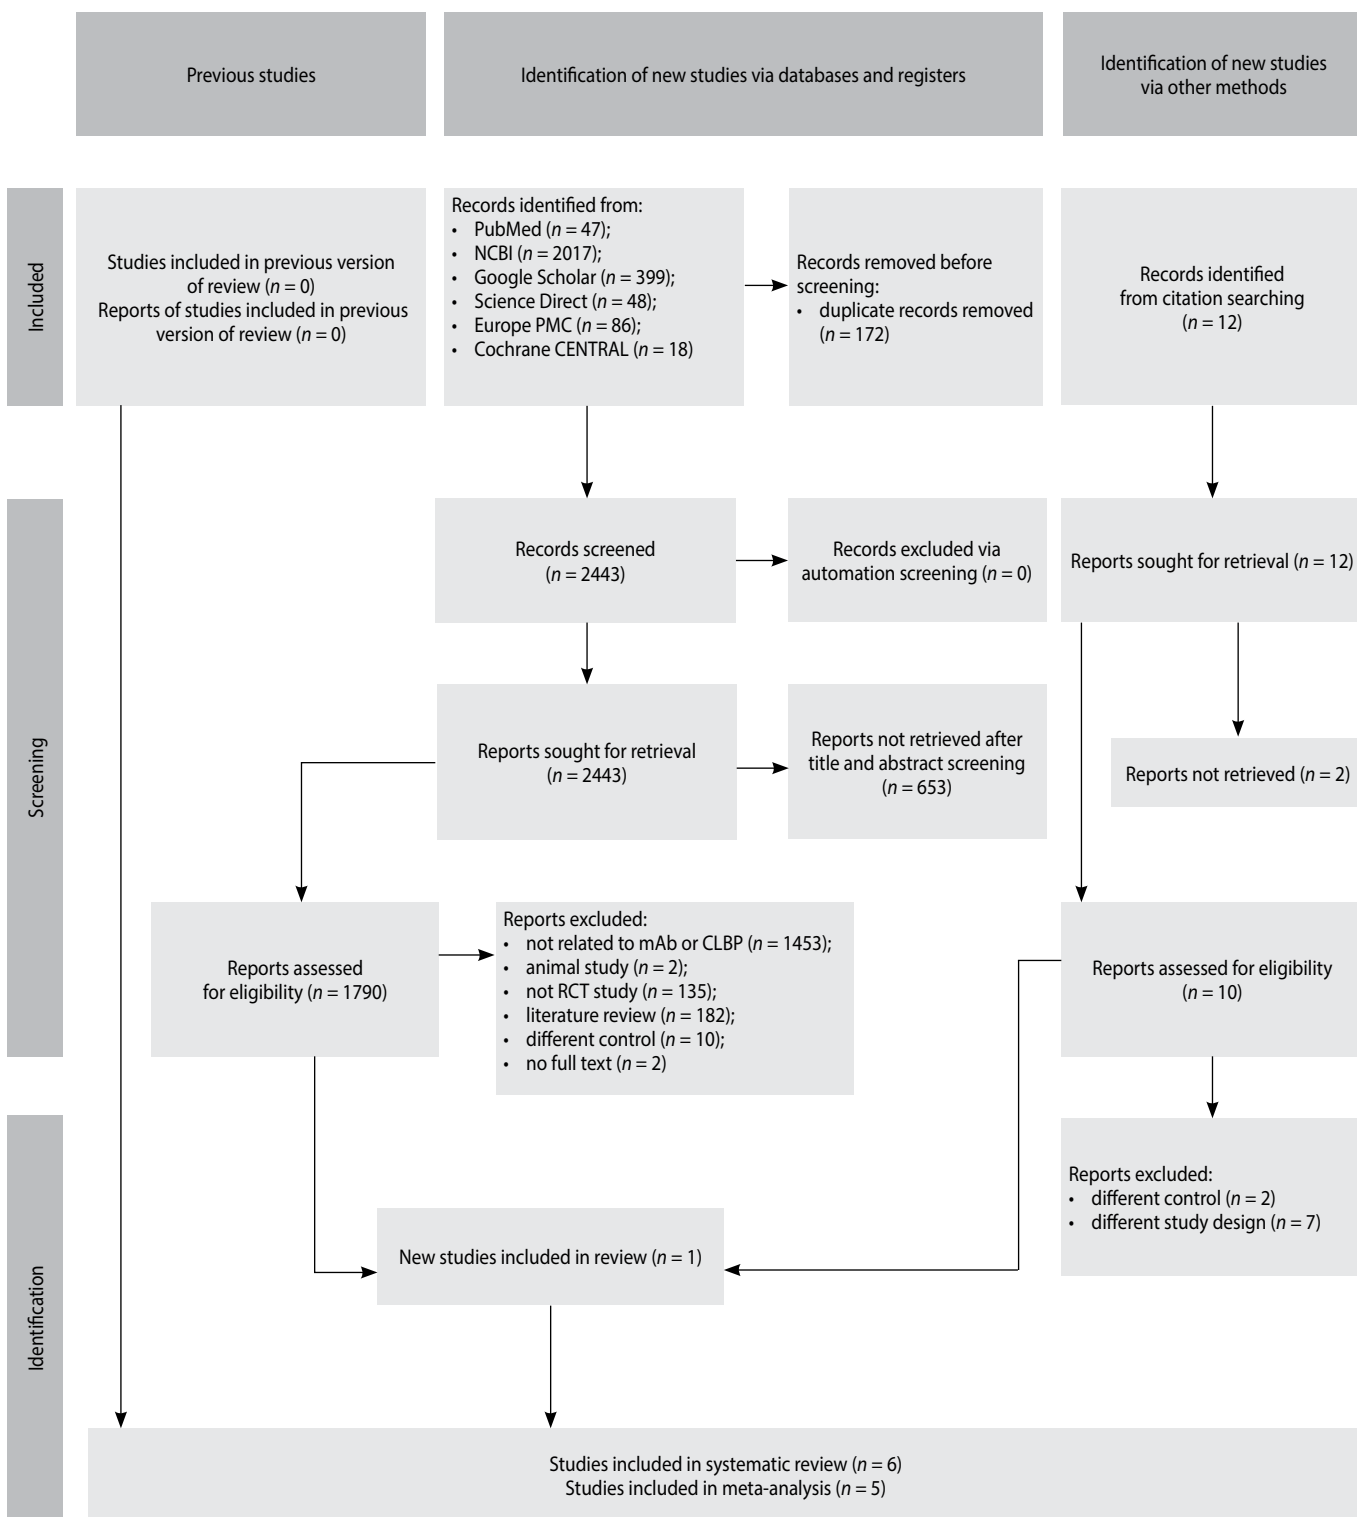 Previous studies
Identification of new studies via databases and registers
Identification of new studies
via other methods
Included
Studies included in previous version
of review (n = 0)
Reports of studies included in previous
version of review (n = 0)
Records identified from:
• PubMed (n = 47);
• NCBI (n = 2017);
• Google Scholar (n = 399);
• Science Direct (n = 48);
• Europe PMC (n = 86);
• Cochrane CENTRAL (n = 18)
Records removed before
screening:
• duplicate records removed
(n = 172)
Records identified
from citation searching
(n = 12)
Screening
Records screened
(n = 2443)
Records excluded via
automation screening (n = 0)
Reports sought for retrieval (n = 12)
Reports sought for retrieval
(n = 2443)
Reports not retrieved after
title and abstract screening
(n = 653)
Reports not retrieved (n = 2)
Reports assessed
for eligibility (n = 1790)
Reports excluded:
• not related to mAb or CLBP (n = 1453);
• animal study (n = 2);
• not RCT study (n = 135);
• literature review (n = 182);
• different control (n = 10);
• no full text (n = 2)
Reports assessed for eligibility
(n = 10)
Identification
Reports excluded:
• different control (n = 2)
• different study design (n = 7)
New studies included in review (n = 1)
Studies included in systematic review (n = 6)
Studies included in meta-analysis (n = 5)